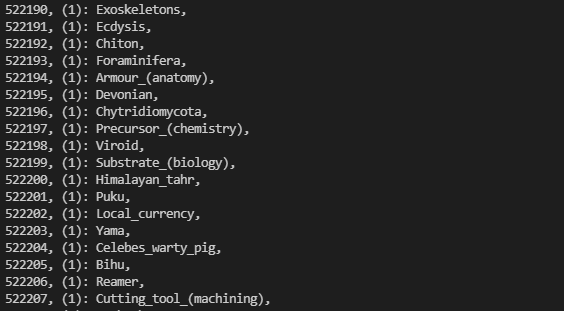 522190, (1): Exoskeletons,
522191, (1): Ecdysis,
522192, (1): Chiton,
522193, (1): Foraminifera,
522194, (1): Armour_(anatomy),
522195, (1): Devonian,
522196, (1): Chytridiomycota,
522197, (1): Precursor_(chemistry),
522198, (1): Viroid,
522199, (1): Substrate_(biology),
522200, (1): Himalayan_tahr,
522201, (1): Puku,
522202, (1): Local_currency,
522203, (1): Yama,
522204, (1): Celebes_warty_pig,
522205, (1): Bihu,
522206, (1): Reamer,
522207, (1): Cutting_tool_(machining),